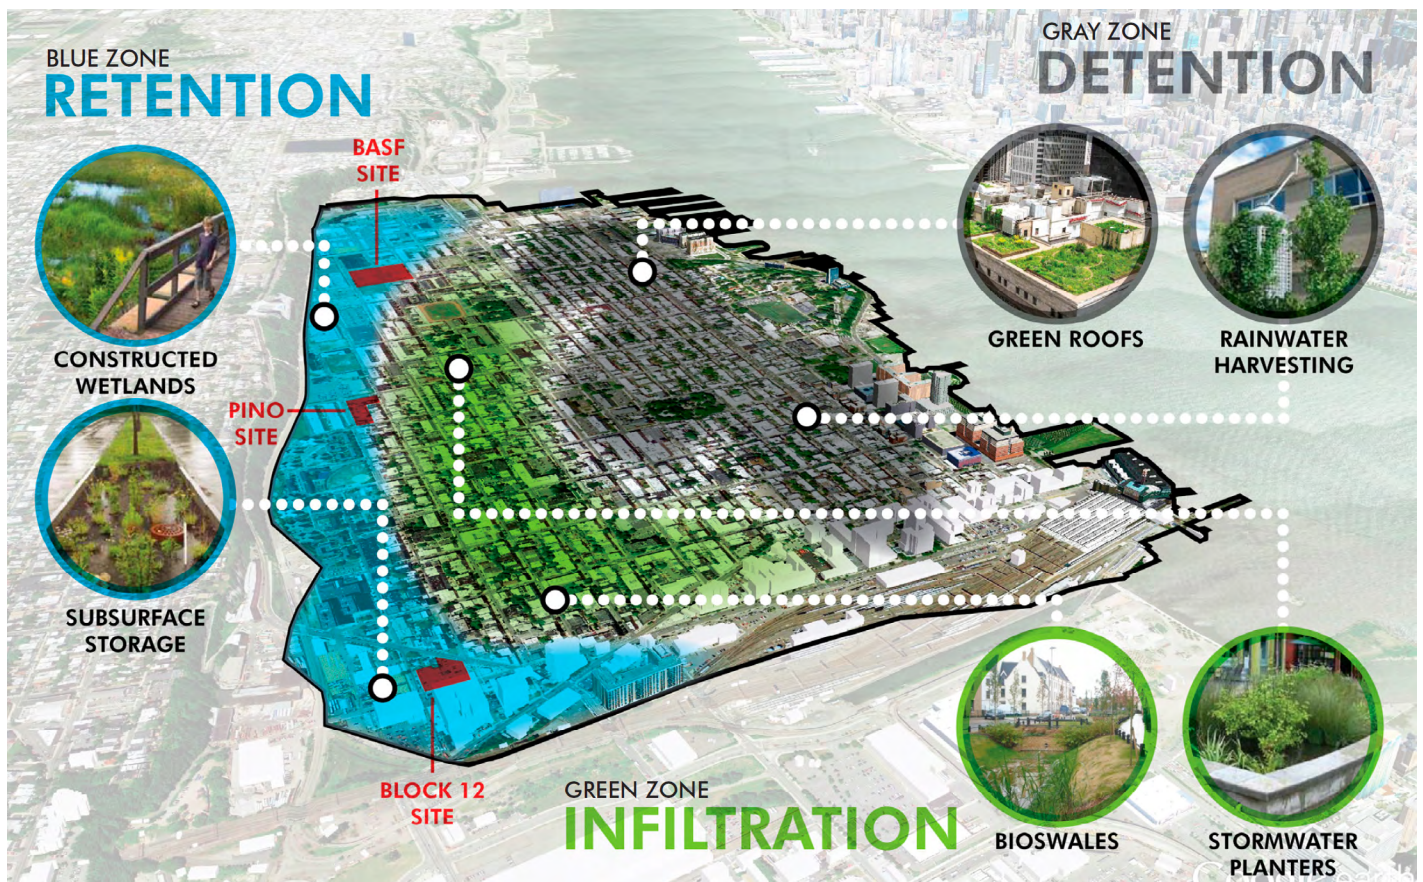 BLUE ZONE
RETENTION
GRAY ZONE
DETENTION
BASF
SITE
CONSTRUCTED
WETLANDS
GREEN ROOFS
RAINWATER
HARVESTING
PINO
SITE
SUBSURFACE
STORAGE
BLOCK 12
SITE
GREEN ZONE
INFILTRATION
BIOSWALES
STORMWATER
PLANTERS